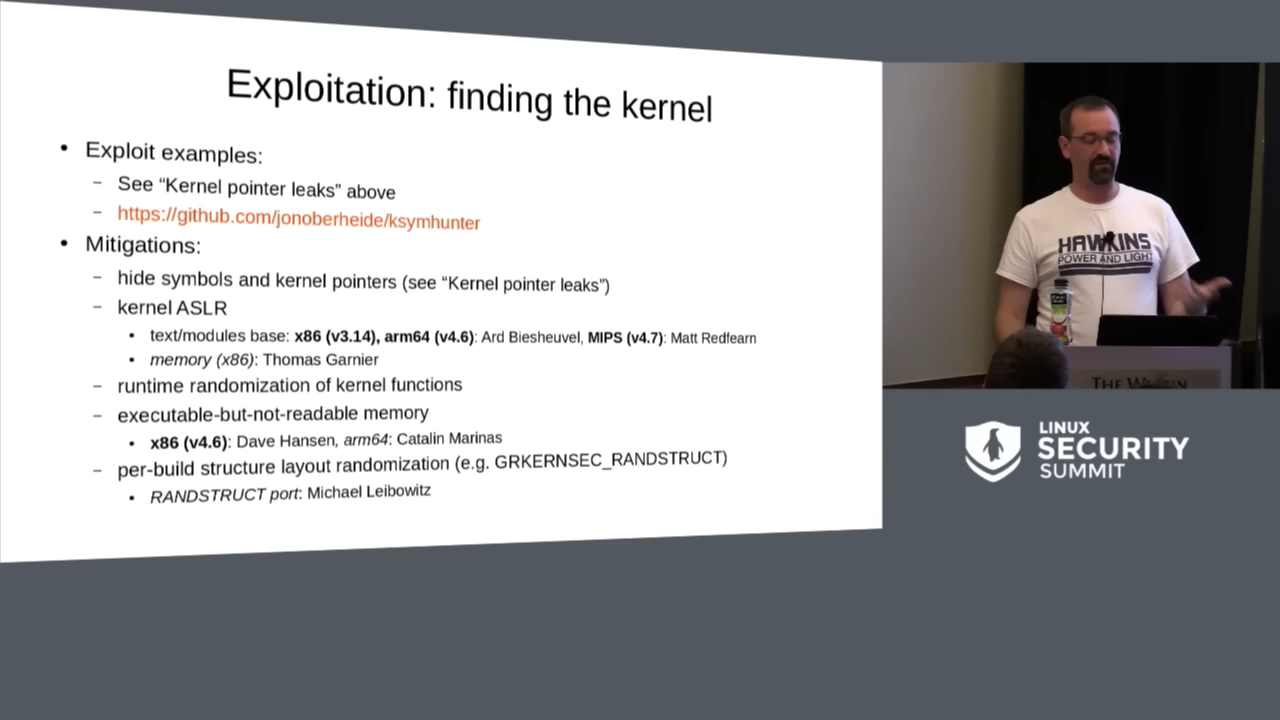 Exploitation: finding the kernel
• Exploit examples:
– See “Kernel pointer leaks” above
– https://github.com/jonoberheide/ksymhunter
• Mitigations:
– hide symbols and kernel pointers (see “Kernel pointer leaks”)
– kernel ASLR
• text/modules base: x86 (v3.14), arm64 (v4.6): Ard Biesheuvel, MIPS (v4.7): Matt Redfearn
• memory (x86): Thomas Garnier
– runtime randomization of kernel functions
– executable-but-not-readable memory
• x86 (v4.6): Dave Hansen, arm64: Catalin Marinas
– per-build structure layout randomization (e.g. GRKERNSEC_RANDSTRUCT)
• RANDSTRUCT port: Michael Leibowitz
HAWKINS
POWER AND LIGHT
THE WESTIN
LINUX
SECURITY
SUMMIT